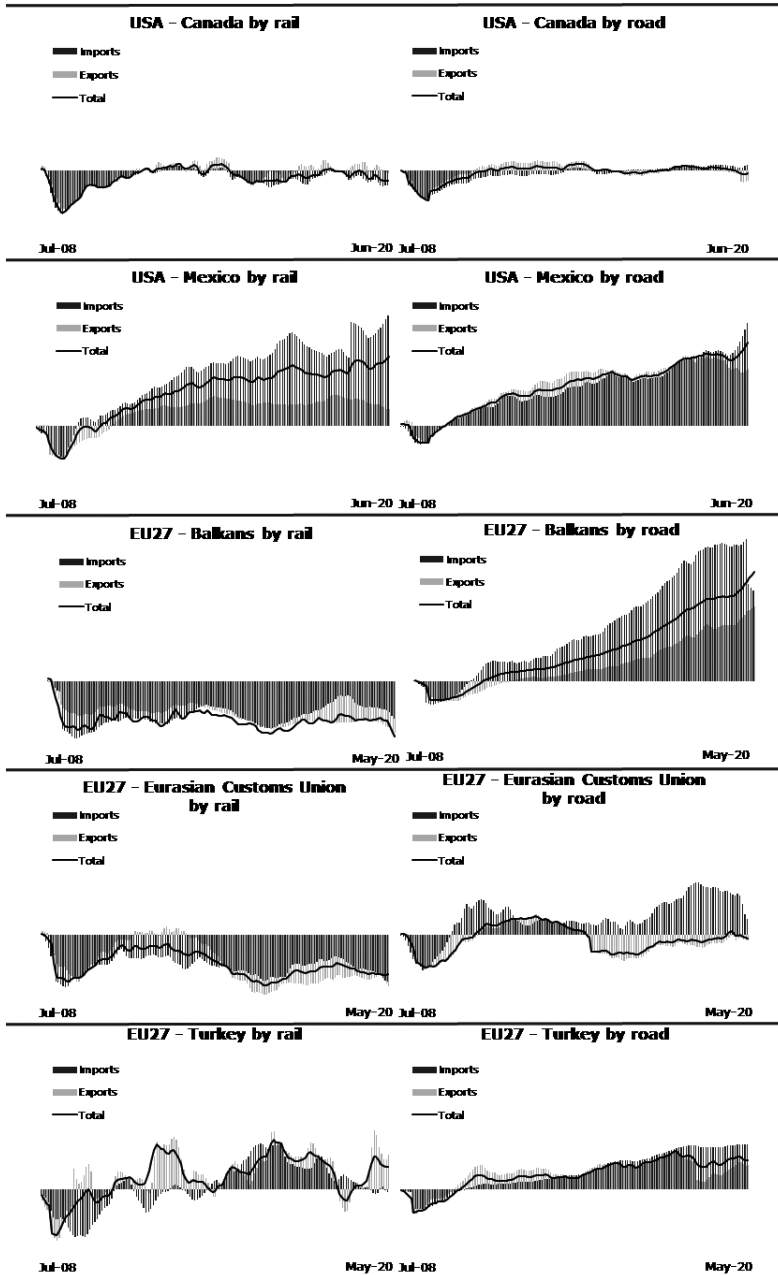 USA - Canada by rail
Imports
Exports
Total
Jul-08
Jun-20
USA - Canada by road
Imports
Exports
Total
Jul-08
Jun-20
USA - Mexico by rail
Imports
Exports
Total
Jul-08
Jun-20
USA - Mexico by road
Imports
Exports
Total
Jul-08
Jun-20
EU27 - Balkans by rail
Imports
Exports
Total
Jul-08
May-20
EU27 - Balkans by road
Imports
Exports
Total
Jul-08
May-20
EU27 - Eurasian Customs Union
by rail
Imports
Exports
Total
Jul-08
May-20
EU27 - Eurasian Customs Union
by road
Imports
Exports
Total
Jul-08
May-20
EU27 - Turkey by rail
Imports
Exports
Total
Jul-08
May-20
EU27 - Turkey by road
Imports
Exports
Total
Jul-08
May-20